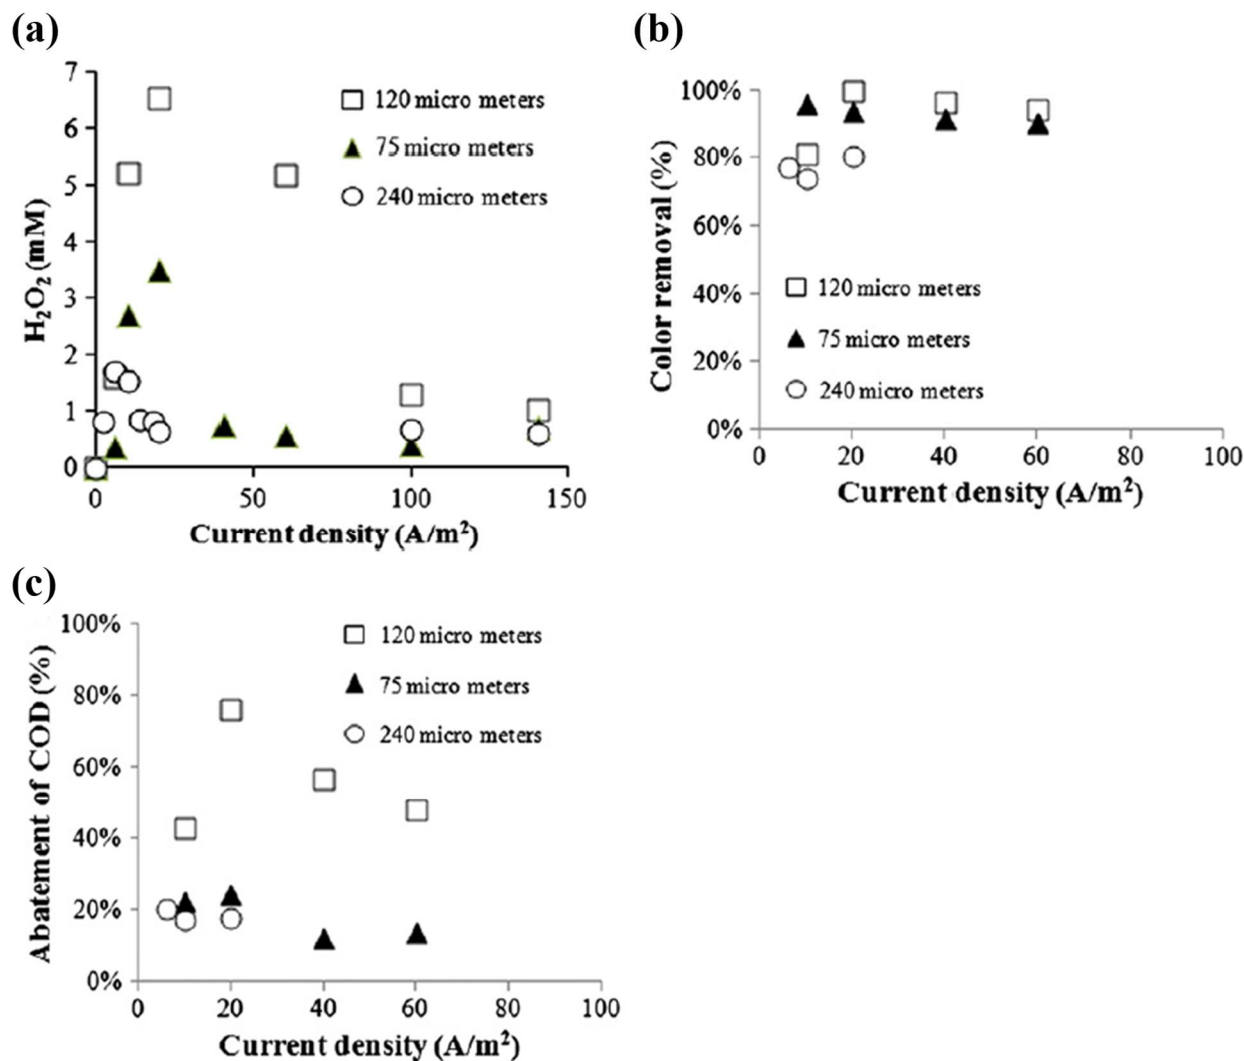 (a)
7
6
5
4
3
2
1
0
H₂O₂ (mM)
0 50 100 150
Current density (A/m²)
120 micro meters
75 micro meters
240 micro meters
(b)
100%
80%
60%
40%
20%
0%
Color removal (%)
0 20 40 60 80 100
Current density (A/m²)
120 micro meters
75 micro meters
240 micro meters
(c)
100%
80%
60%
40%
20%
0%
Abatement of COD (%)
0 20 40 60 80 100
Current density (A/m²)
120 micro meters
75 micro meters
240 micro meters